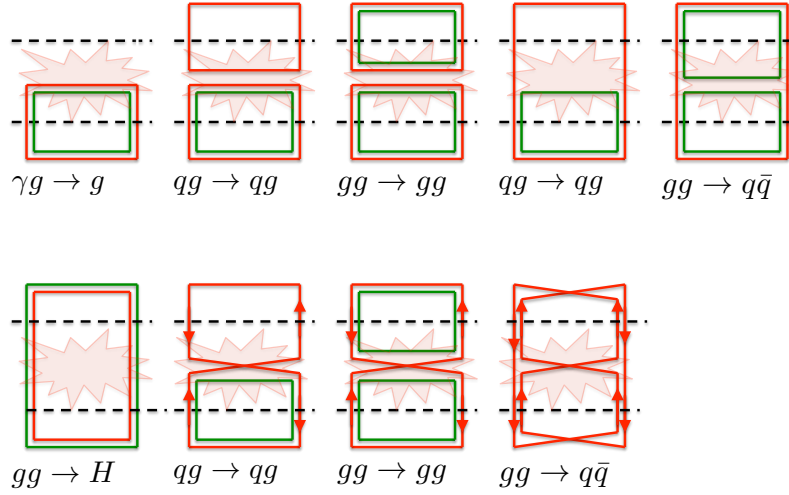 γg → g
qg → qg
gg → gg
qg → qg
gg → qq̄
gg → H
qg → qg
gg → gg
gg → qq̄